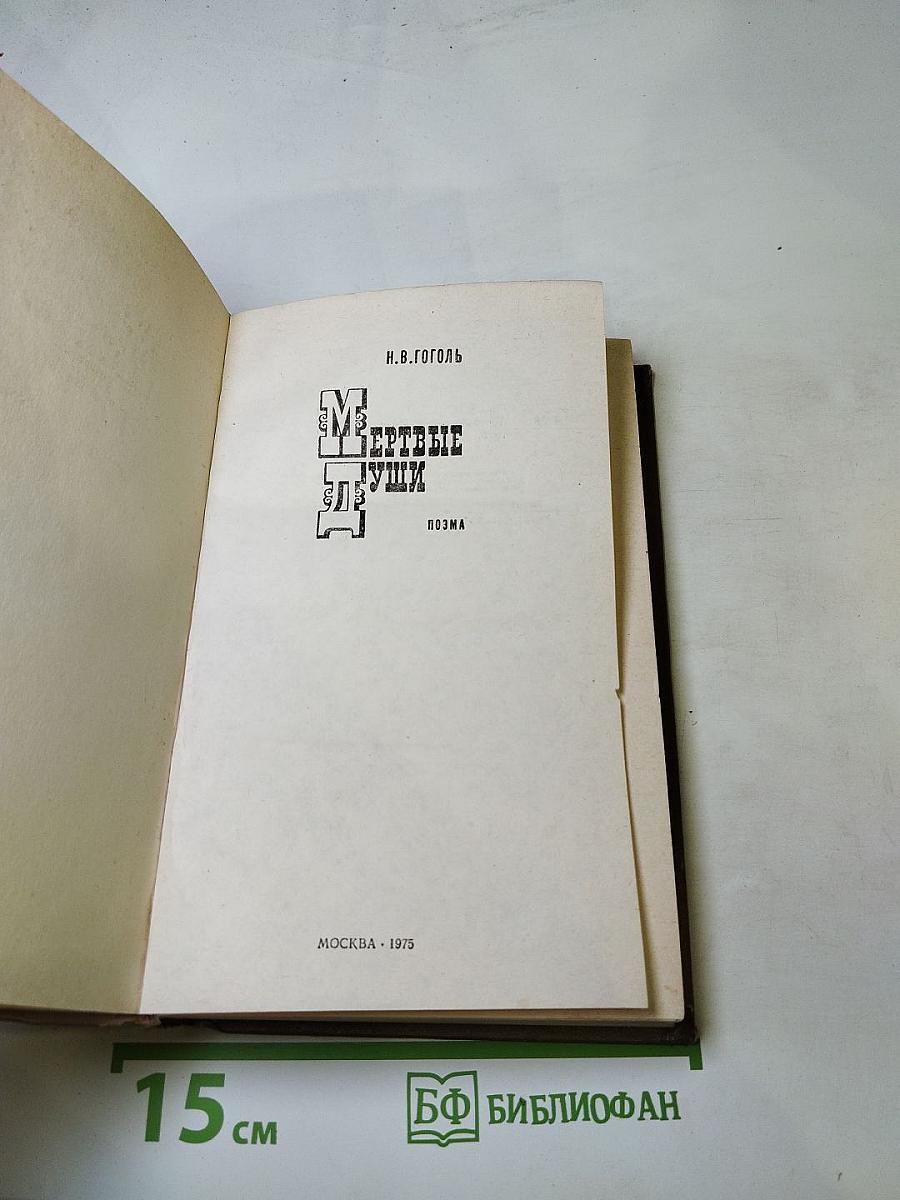 Н.В.ГОГОЛЬ
МЕРТВЫЕ
ДУШИ
ПОЭМА
МОСКВА · 1975
15 см
БФ БИБЛИОФАН